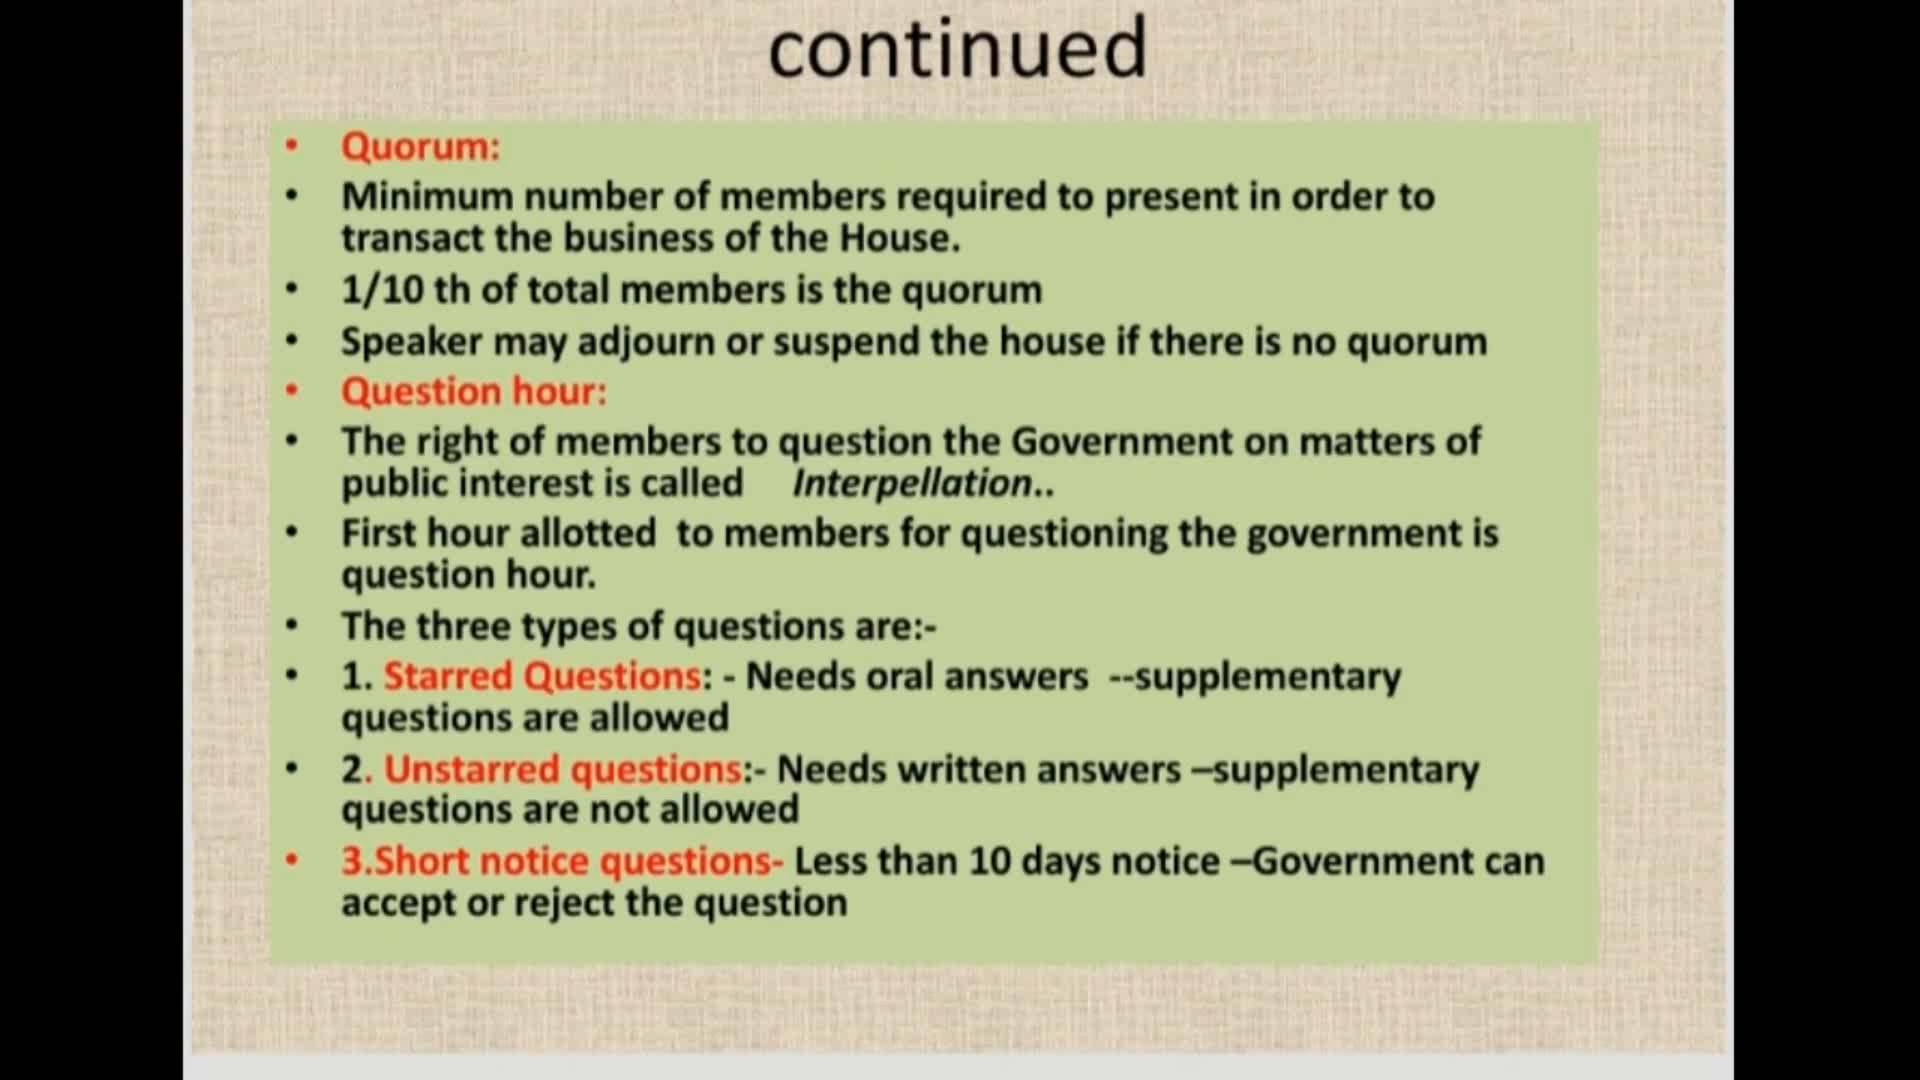 continued
• Quorum:
• Minimum number of members required to present in order to
transact the business of the House.
• 1/10 th of total members is the quorum
• Speaker may adjourn or suspend the house if there is no quorum
• Question hour:
• The right of members to question the Government on matters of
public interest is called Interpellation..
• First hour allotted to members for questioning the government is
question hour.
• The three types of questions are:-
• 1. Starred Questions: - Needs oral answers --supplementary
questions are allowed
• 2. Unstarred questions:- Needs written answers –supplementary
questions are not allowed
• 3.Short notice questions- Less than 10 days notice –Government can
accept or reject the question